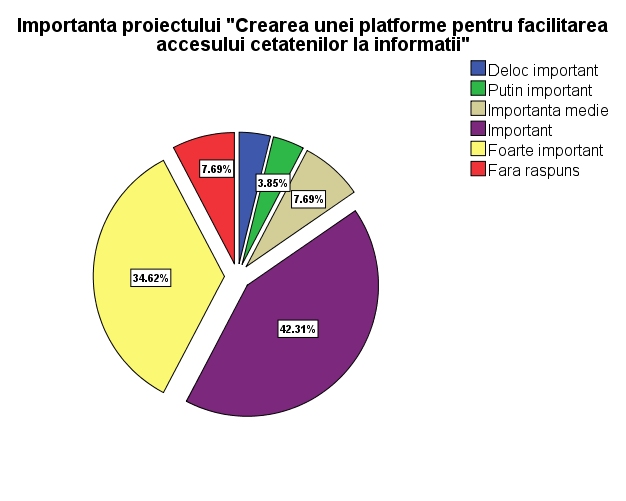 Importanta proiectului "Crearea unei platforme pentru facilitarea
accesului cetatenilor la informatii"
Deloc important
Putin important
Importanta medie
Important
Foarte important
Fara raspuns
7.69%
3.85%
7.69%
34.62%
42.31%